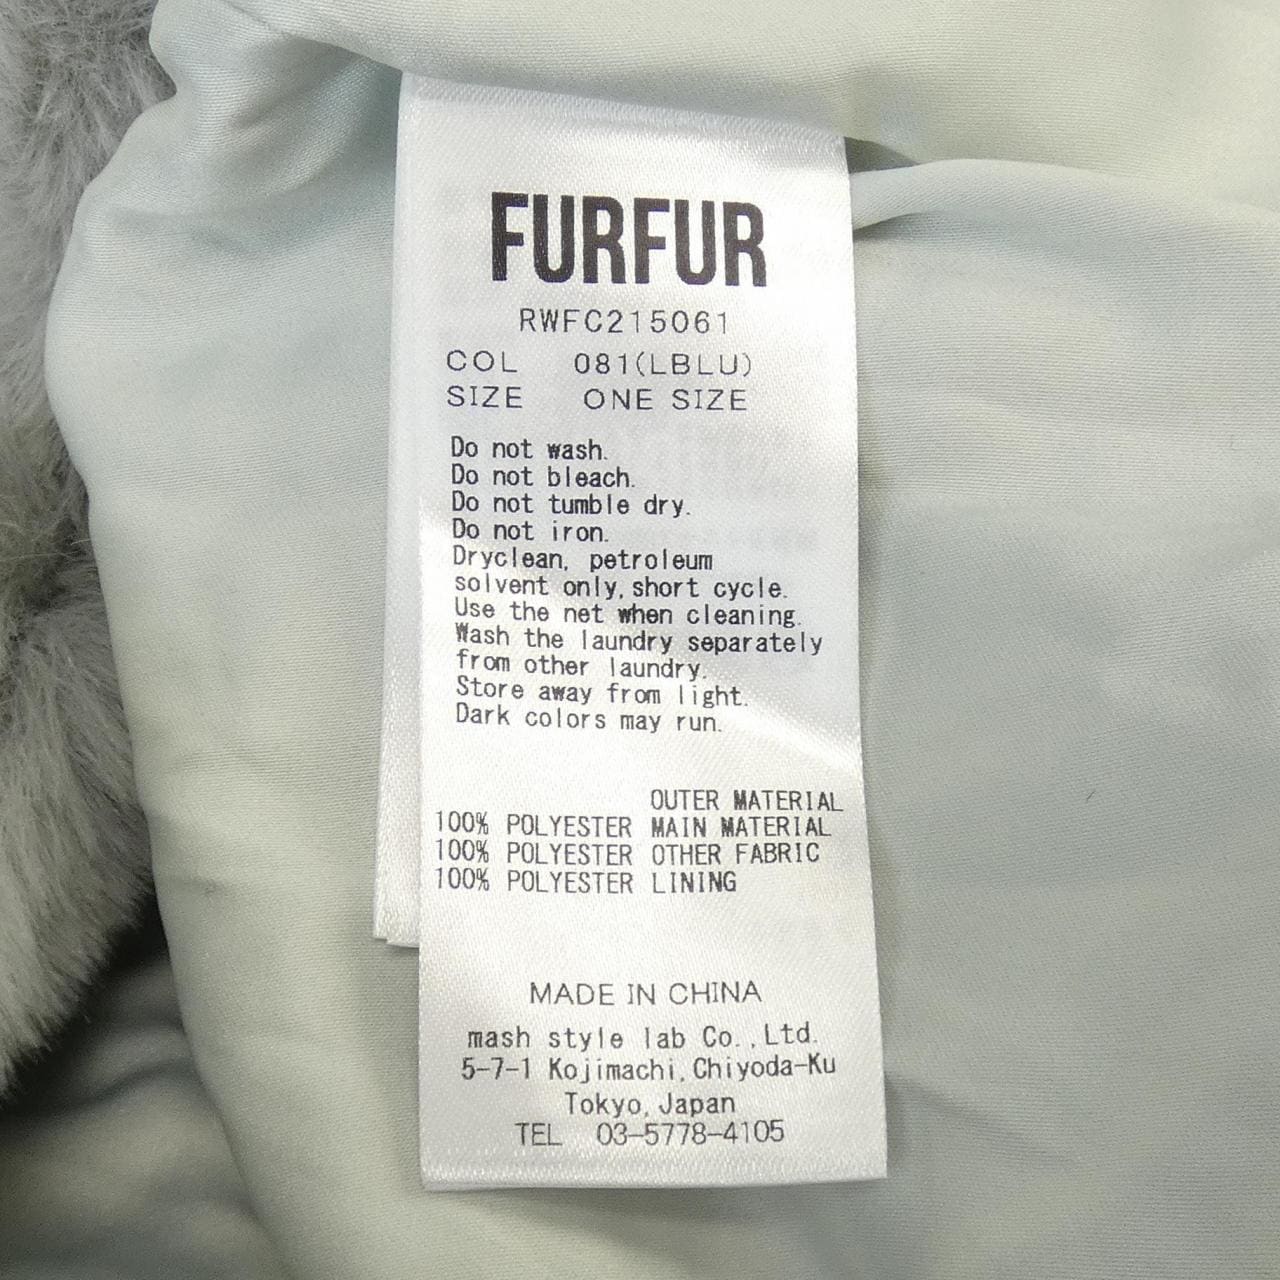 FURFUR
RWFC215061
COL 081(LBLU)
SIZE ONE SIZE
Do not wash.
Do not bleach.
Do not tumble dry.
Do not iron.
Dryclean, petroleum
solvent only,short cycle.
Use the net when cleaning.
Wash the laundry separately
from other laundry.
Store away from light.
Dark colors may run.
OUTER MATERIAL
100% POLYESTER MAIN MATERIAL
100% POLYESTER OTHER FABRIC
100% POLYESTER LINING
MADE IN CHINA
mash style lab Co.,Ltd.
5-7-1 Kojimachi,Chiyoda-Ku
Tokyo,Japan
TEL 03-5778-4105